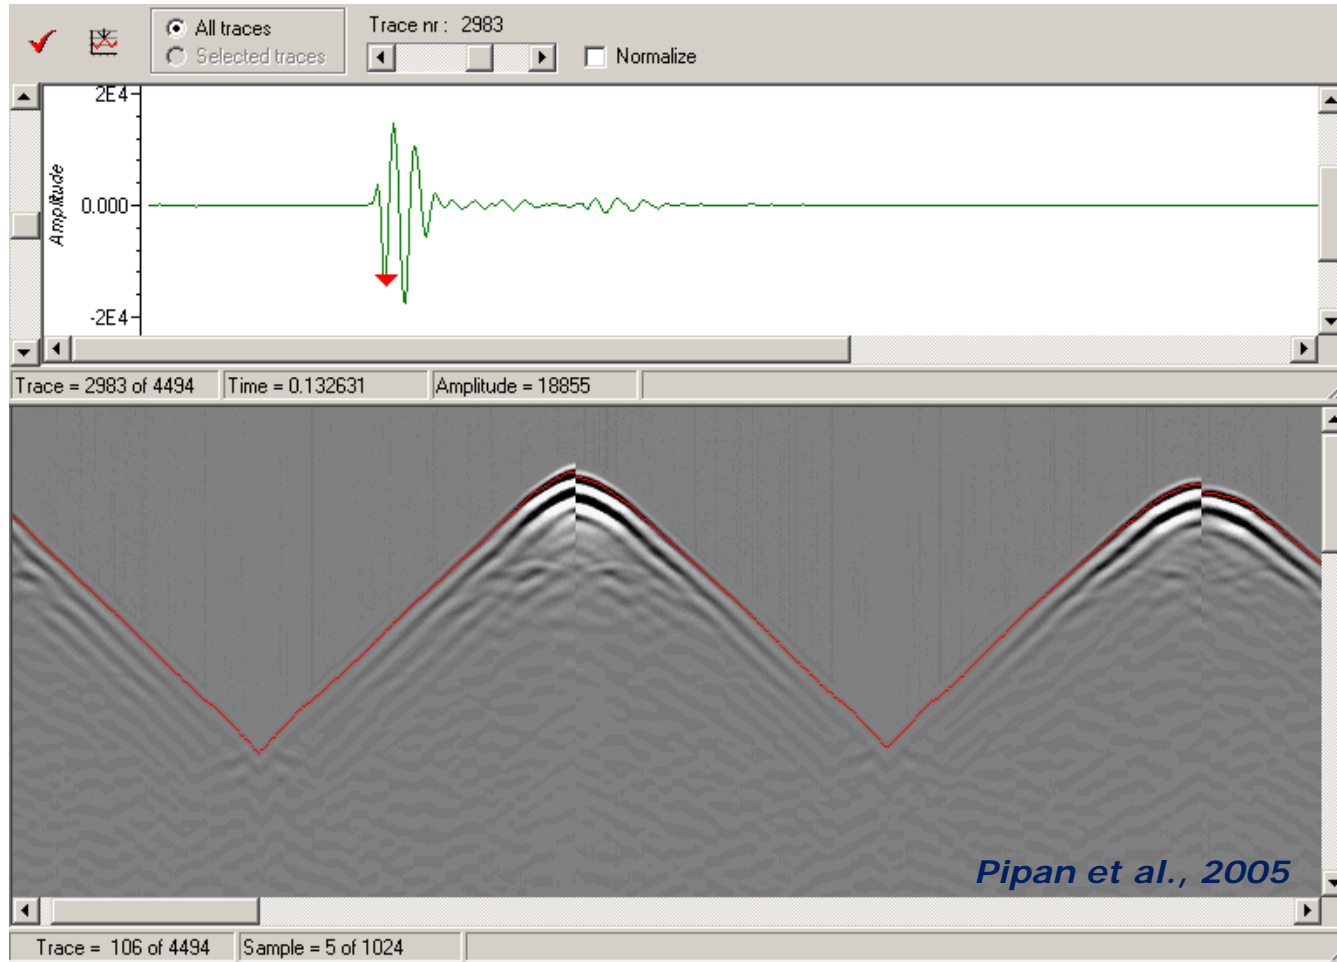 All traces
Selected traces
Trace nr : 2983
Normalize
2E4
0.000
-2E4
Amplitude
Trace = 2983 of 4494 Time = 0.132631 Amplitude = 18855
Pipan et al., 2005
Trace = 106 of 4494 Sample = 5 of 1024